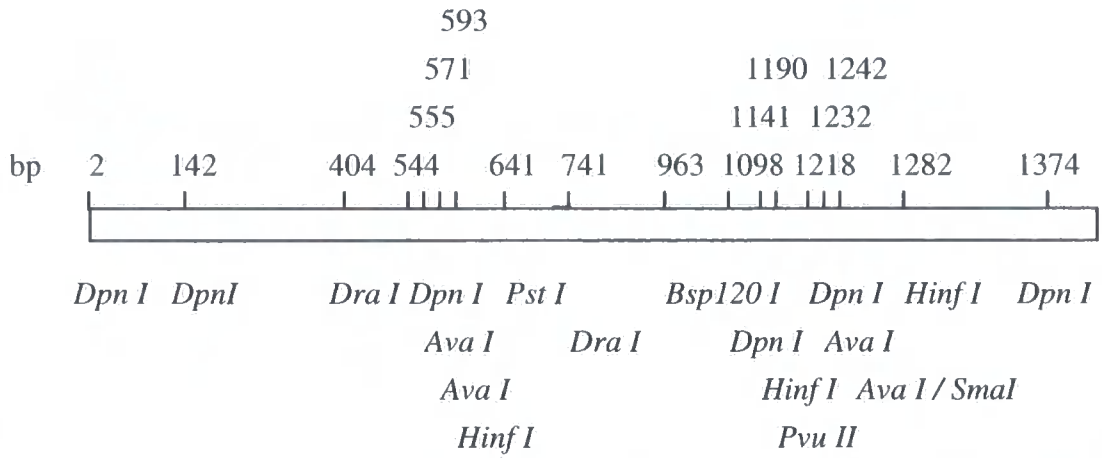 593
571 1190 1242
555 1141 1232
bp 2 142 404 544 641 741 963 1098 1218 1282 1374
Dpn I DpnI Dra I Dpn I Pst I Bsp120 I Dpn I Hinf I Dpn I
Ava I Dra I Dpn I Ava I
Ava I Hinf I Ava I / SmaI
Hinf I Pvu II